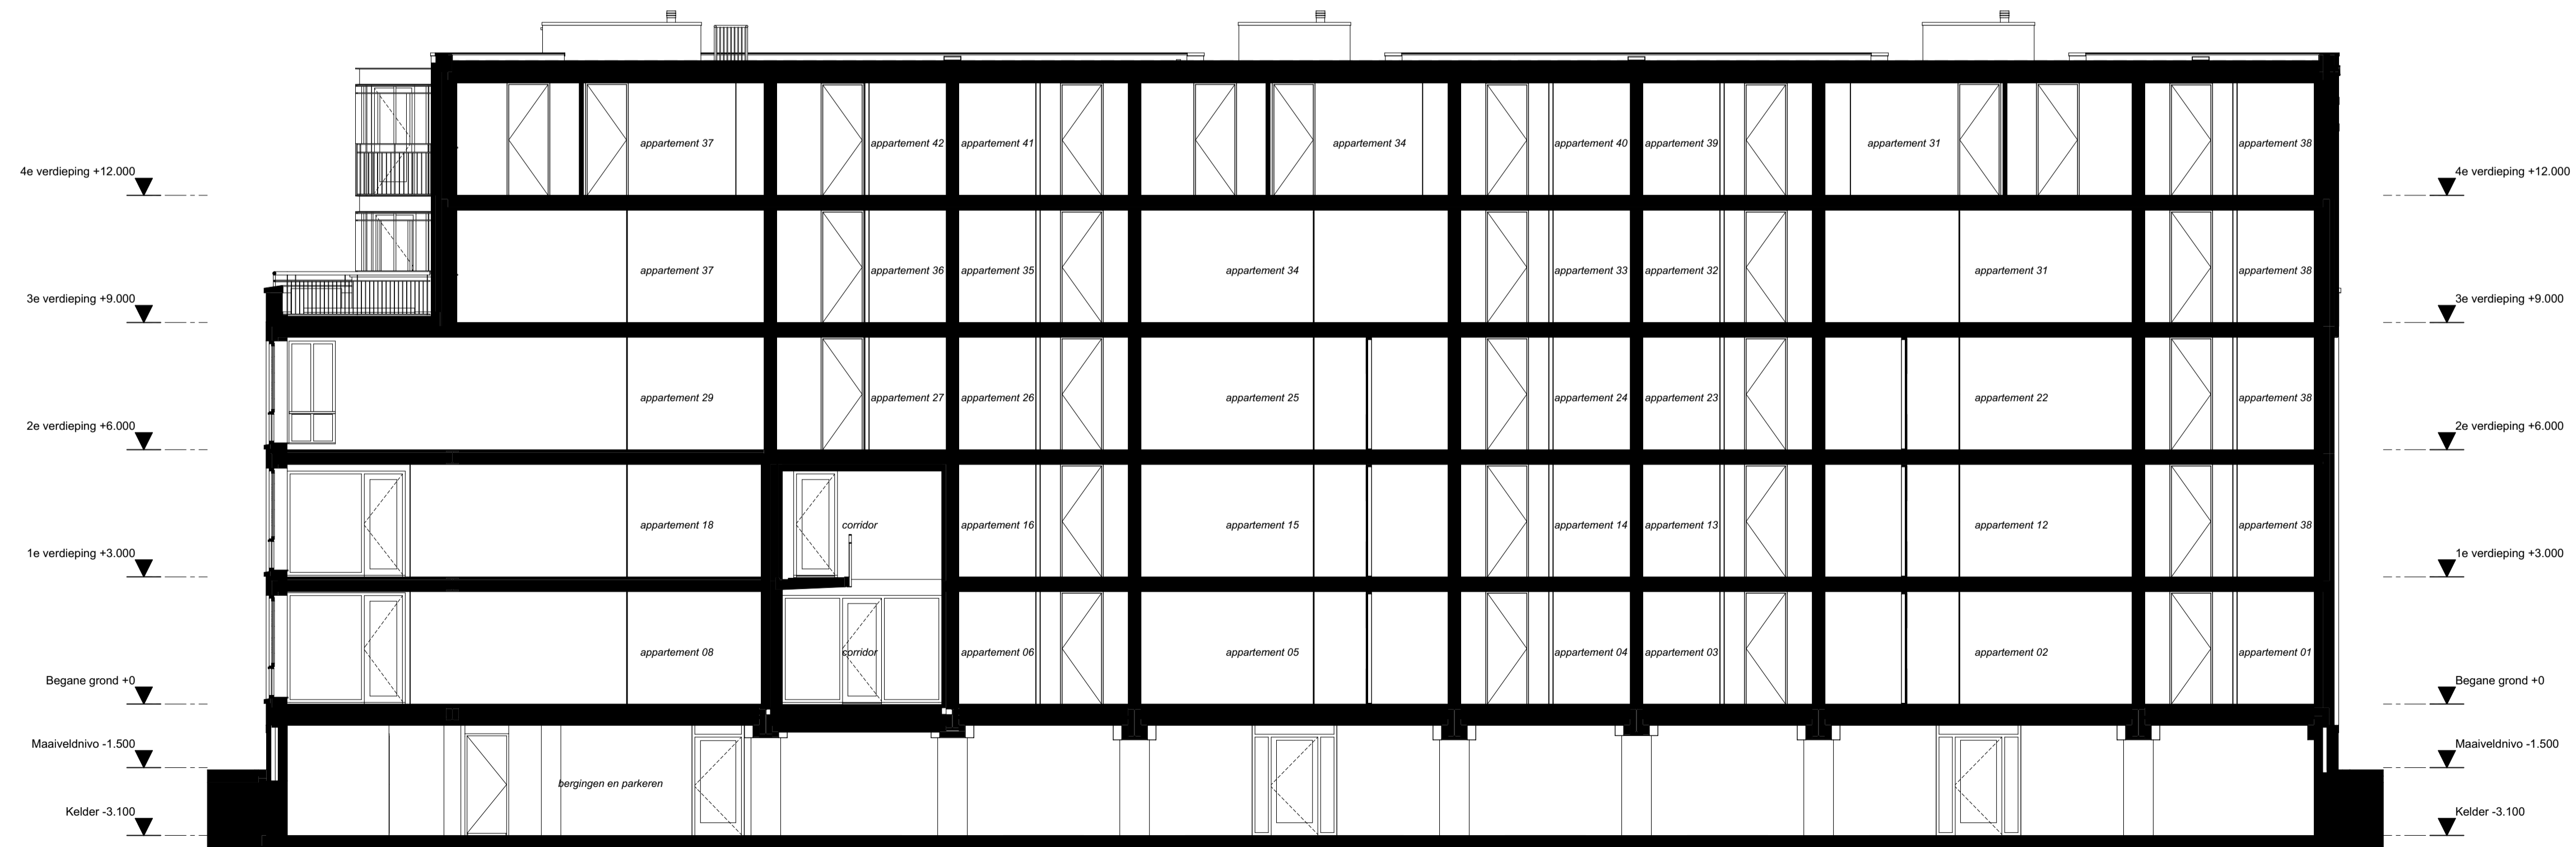 4e verdieping +12.000
appartement 37
appartement 42
appartement 41
appartement 34
appartement 40
appartement 39
appartement 31
appartement 38
4e verdieping +12.000
3e verdieping +9.000
appartement 37
appartement 36
appartement 35
appartement 34
appartement 33
appartement 32
appartement 31
appartement 38
3e verdieping +9.000
2e verdieping +6.000
appartement 29
appartement 27
appartement 26
appartement 25
appartement 24
appartement 23
appartement 22
appartement 38
2e verdieping +6.000
1e verdieping +3.000
appartement 18
corridor
appartement 16
appartement 15
appartement 14
appartement 13
appartement 12
appartement 38
1e verdieping +3.000
Begane grond +0
appartement 08
corridor
appartement 06
appartement 05
appartement 04
appartement 03
appartement 02
appartement 01
Begane grond +0
Maaiveldnivo -1.500
Maaiveldnivo -1.500
bergingen en parkeren
Kelder -3.100
Kelder -3.100